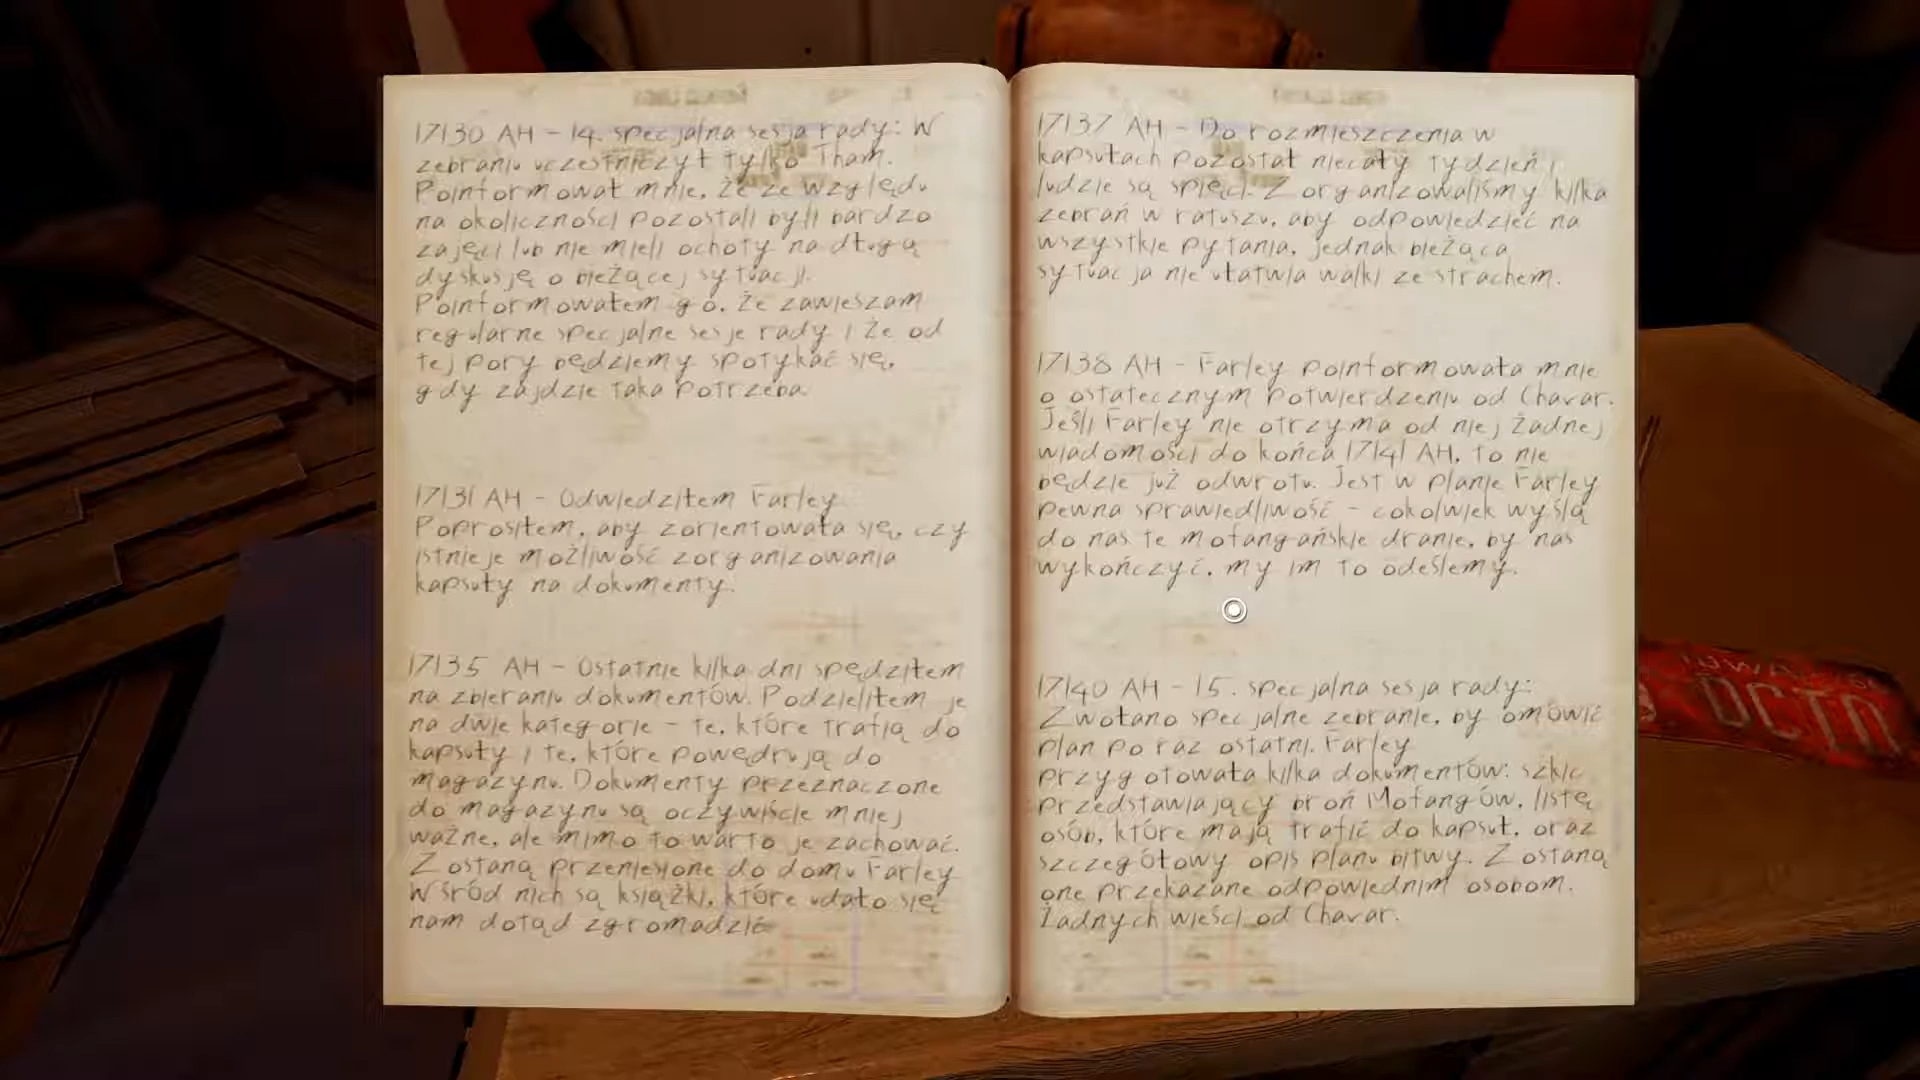 17130 AH - 14. specjalna sesja rady: W
zebraniu uczestniczył tylko Tham.
Poinformował mnie, że ze względu
na okoliczności pozostali byli bardzo
zajęci lub nie mieli ochoty na długą
dyskusję o bieżącej sytuacji.
Poinformowałem go, że zawieszam
regularne specjalne sesje rady i że od
tej pory będziemy spotykać się,
gdy zajdzie taka potrzeba.
17131 AH - Odwiedziłem Farley.
Poprosiłem, aby zorientowała się, czy
istnieje możliwość zorganizowania
kapsuły na dokumenty.
17135 AH - Ostatnie kilka dni spędziłem
na zbieraniu dokumentów. Podzieliłem je
na dwie kategorie - te, które trafią do
kapsuły i te, które powędrują do
magazynu. Dokumenty przeznaczone
do magazynu są oczywiście mniej
ważne, ale mimo to warto je zachować.
Zostaną przeniesione do domu Farley.
Wśród nich są książki, które udało się
nam dotąd zgromadzić.
17137 AH - Do rozmieszczenia w
kapsułach pozostał niecały tydzień i
ludzie są spięci. Zorganizowaliśmy kilka
zebrań w ratuszu, aby odpowiedzieć na
wszystkie pytania, jednak bieżąca
sytuacja nie ułatwia walki ze strachem.
17138 AH - Farley poinformowała mnie
o ostatecznym potwierdzeniu od Chavar.
Jeśli Farley nie otrzyma od niej żadnej
wiadomości do końca 17141 AH, to nie
będzie już odwrotu. Jest w planie Farley
pewna sprawiedliwość - cokolwiek wyślą
do nas te mofangańskie dranie, by nas
wykończyć, my im to odeślemy.
17140 AH - 15. specjalna sesja rady:
Zwołano specjalne zebranie, by omówić
plan po raz ostatni. Farley
przygotowała kilka dokumentów: szkic
przedstawiający broń Mofangów, listę
osób, które mają trafić do kapsuł, oraz
szczegółowy opis planu bitwy. Zostaną
one przekazane odpowiednim osobom.
Żadnych wieści od Chavar.
OCTO